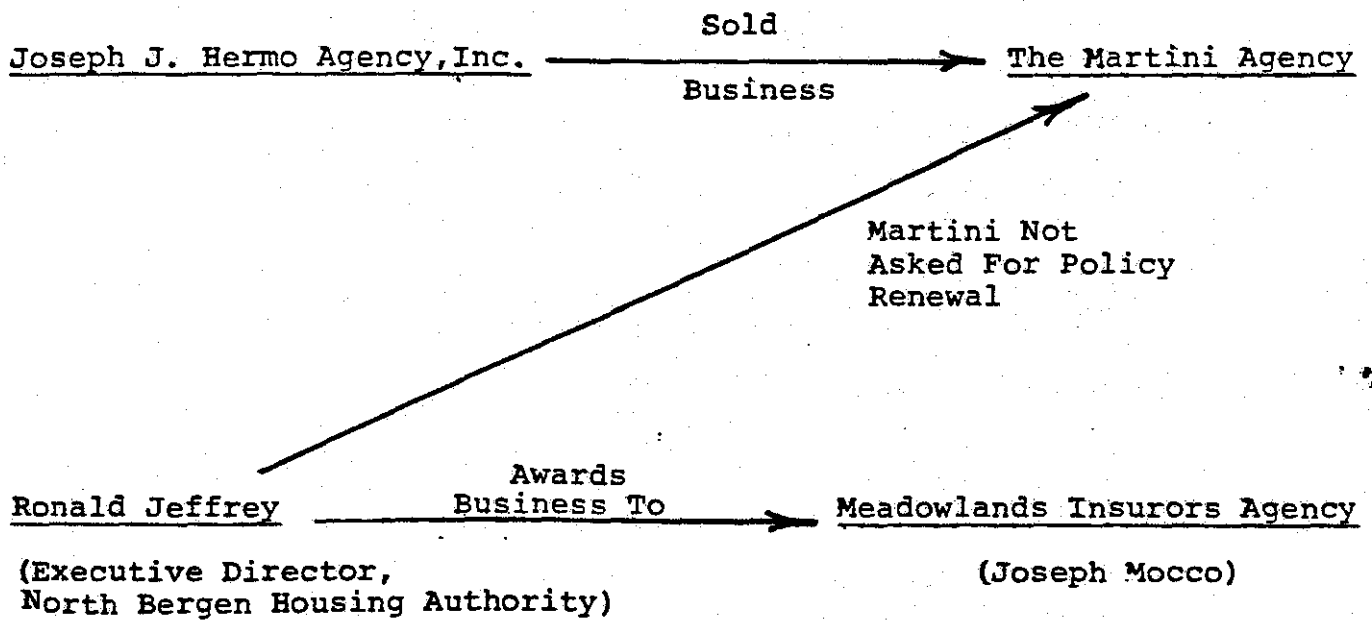 Sold
Joseph J. Hermo Agency,Inc.
The Martini Agency
Business
Martini Not
Asked For Policy
Renewal
Awards
Ronald Jeffrey
Business To
Meadowlands Insurors Agency
(Executive Director,
North Bergen Housing Authority)
(Joseph Mocco)